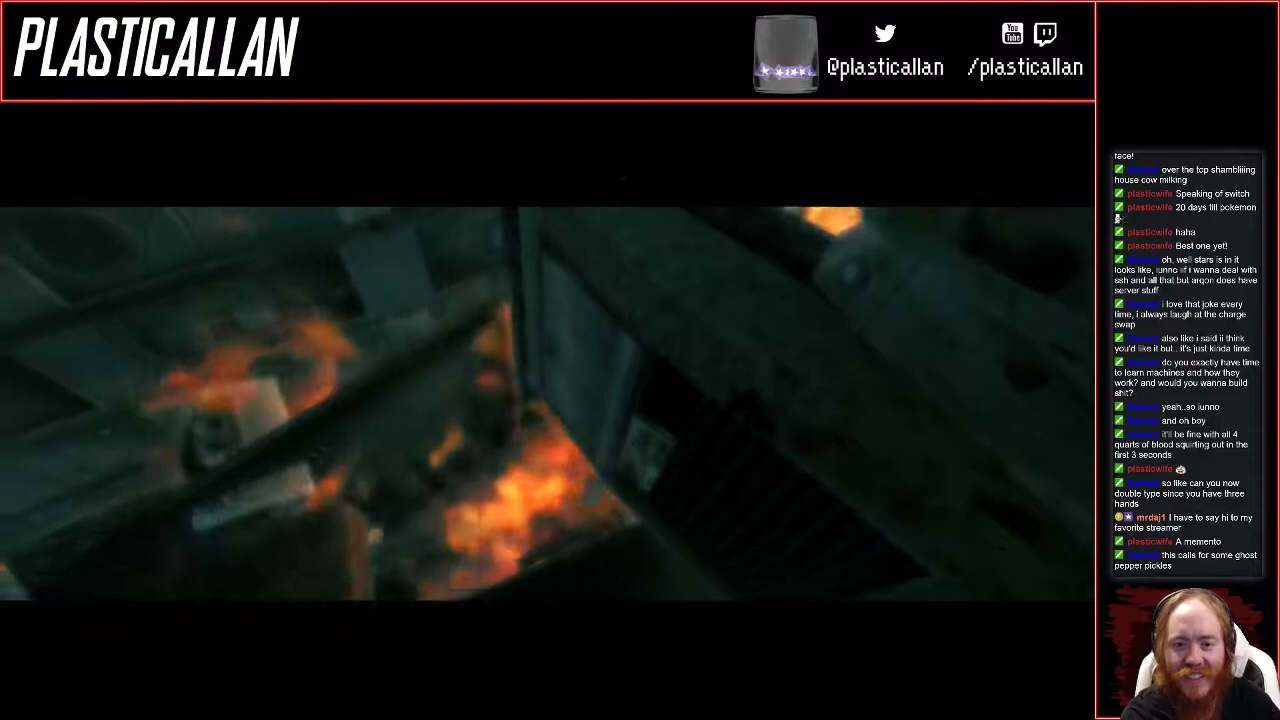 PLASTICALLAN
@plasticallan
You Tube
/plasticallan
face!
over the top shambliiing
house cow milking
plasticwife Speaking of switch
plasticwife 20 days till pokemon
plasticwife haha
plasticwife Best one yet!
oh, well stars is in it
looks like, iunno iif i wanna deal with
ssh and all that but arqon does have
server stuff
i love that joke every
time, i always laugh at the charge
swap
also like i said ii think
you'd like it but...it's just kinda time
do you exactly have time
to learn machines and how they
work? and would you wanna build
shit?
yeah..so iunno
and oh boy
it'll be fine with all 4
quarts of blood squirting out in the
first 3 seconds
plasticwife
so like can you now
double type since you have three
hands
mrdaj1 I have to say hi to my
favorite streamer
plasticwife A memento
this calls for some ghost
pepper pickles